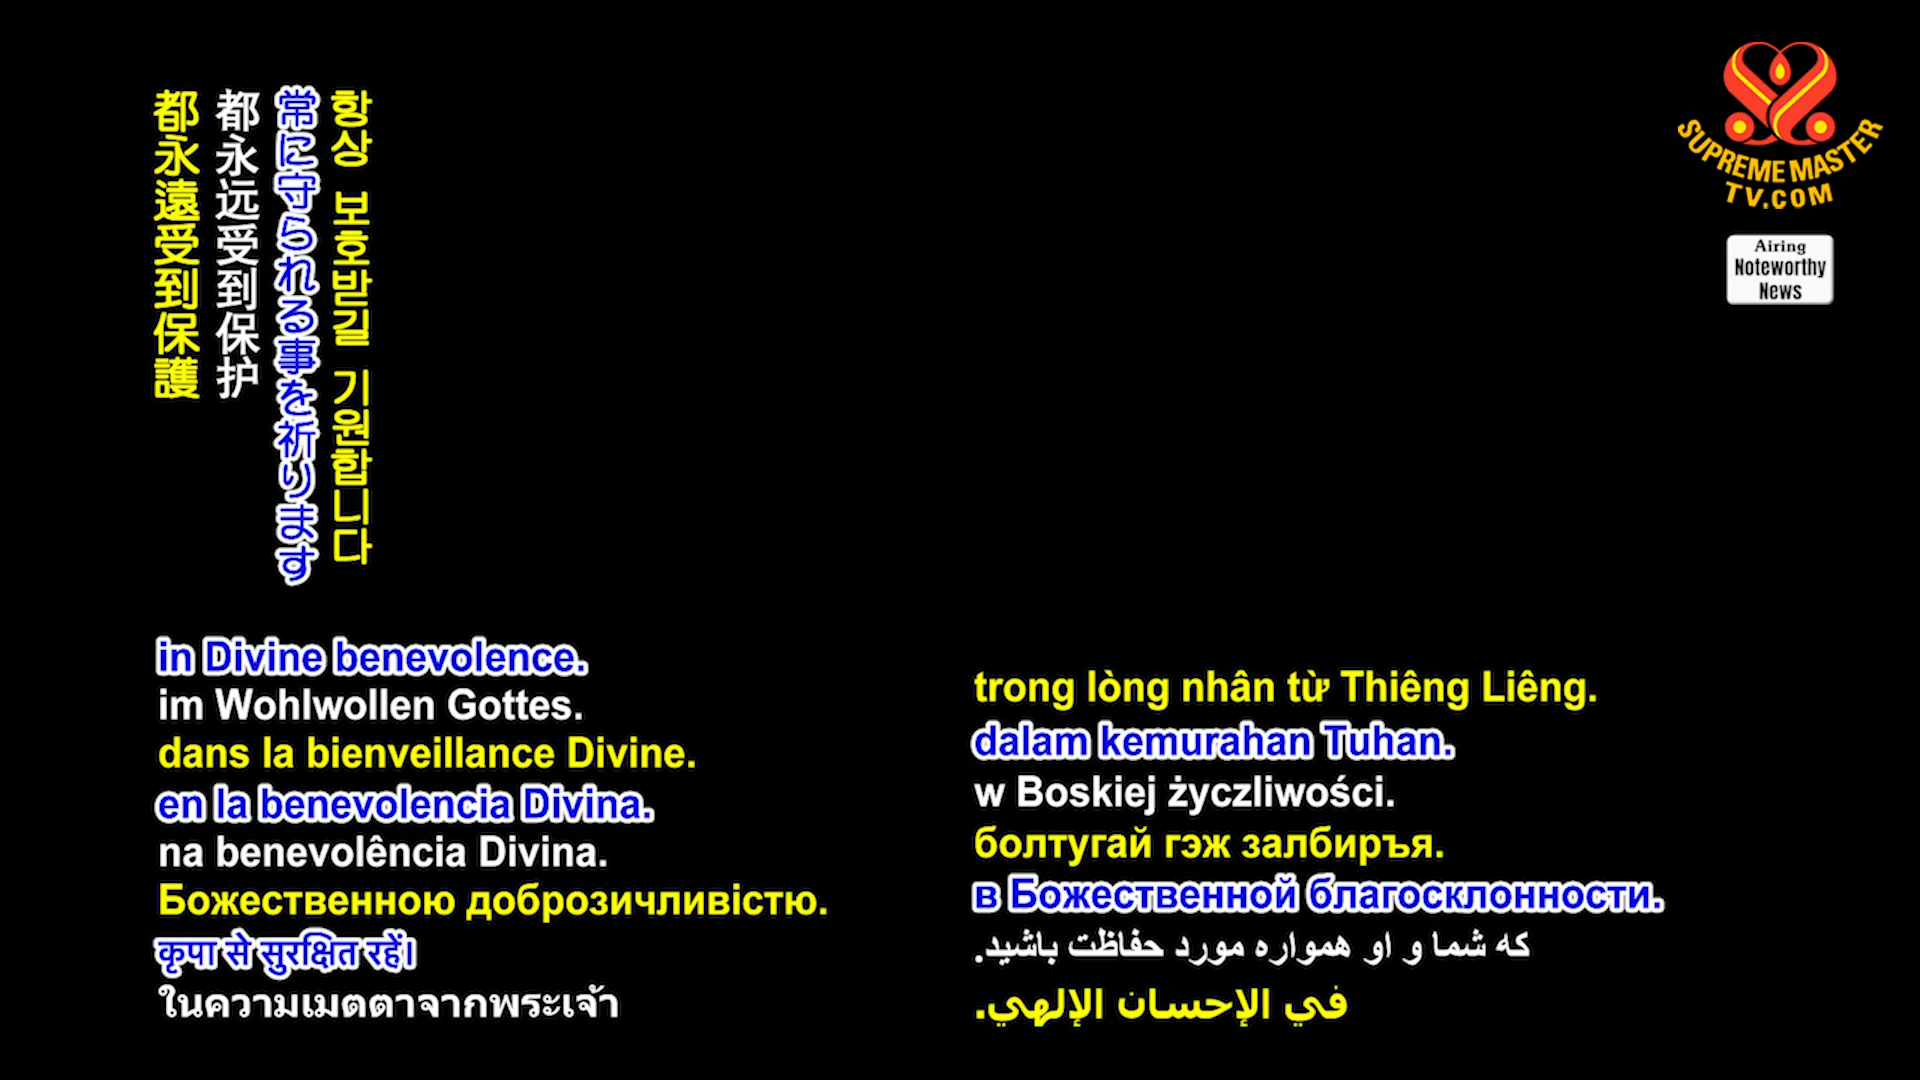 都永遠受到保護
都永远受到保护
常に守られる事を祈ります
항상 보호받길 기원합니다
SUPREME MASTER
TV.COM
Airing
Noteworthy
News
in Divine benevolence.
im Wohlwollen Gottes.
dans la bienveillance Divine.
en la benevolencia Divina.
na benevolência Divina.
Божественною доброзичливістю.
कृपा से सुरक्षित रहें।
ในความเมตตาจากพระเจ้า
trong lòng nhân từ Thiêng Liêng.
dalam kemurahan Tuhan.
w Boskiej życzliwości.
болтугай гэж залбиръя.
в Божественной благосклонности.
که شما و او همواره مورد حفاظت باشید.
في الإحسان الإلهي.